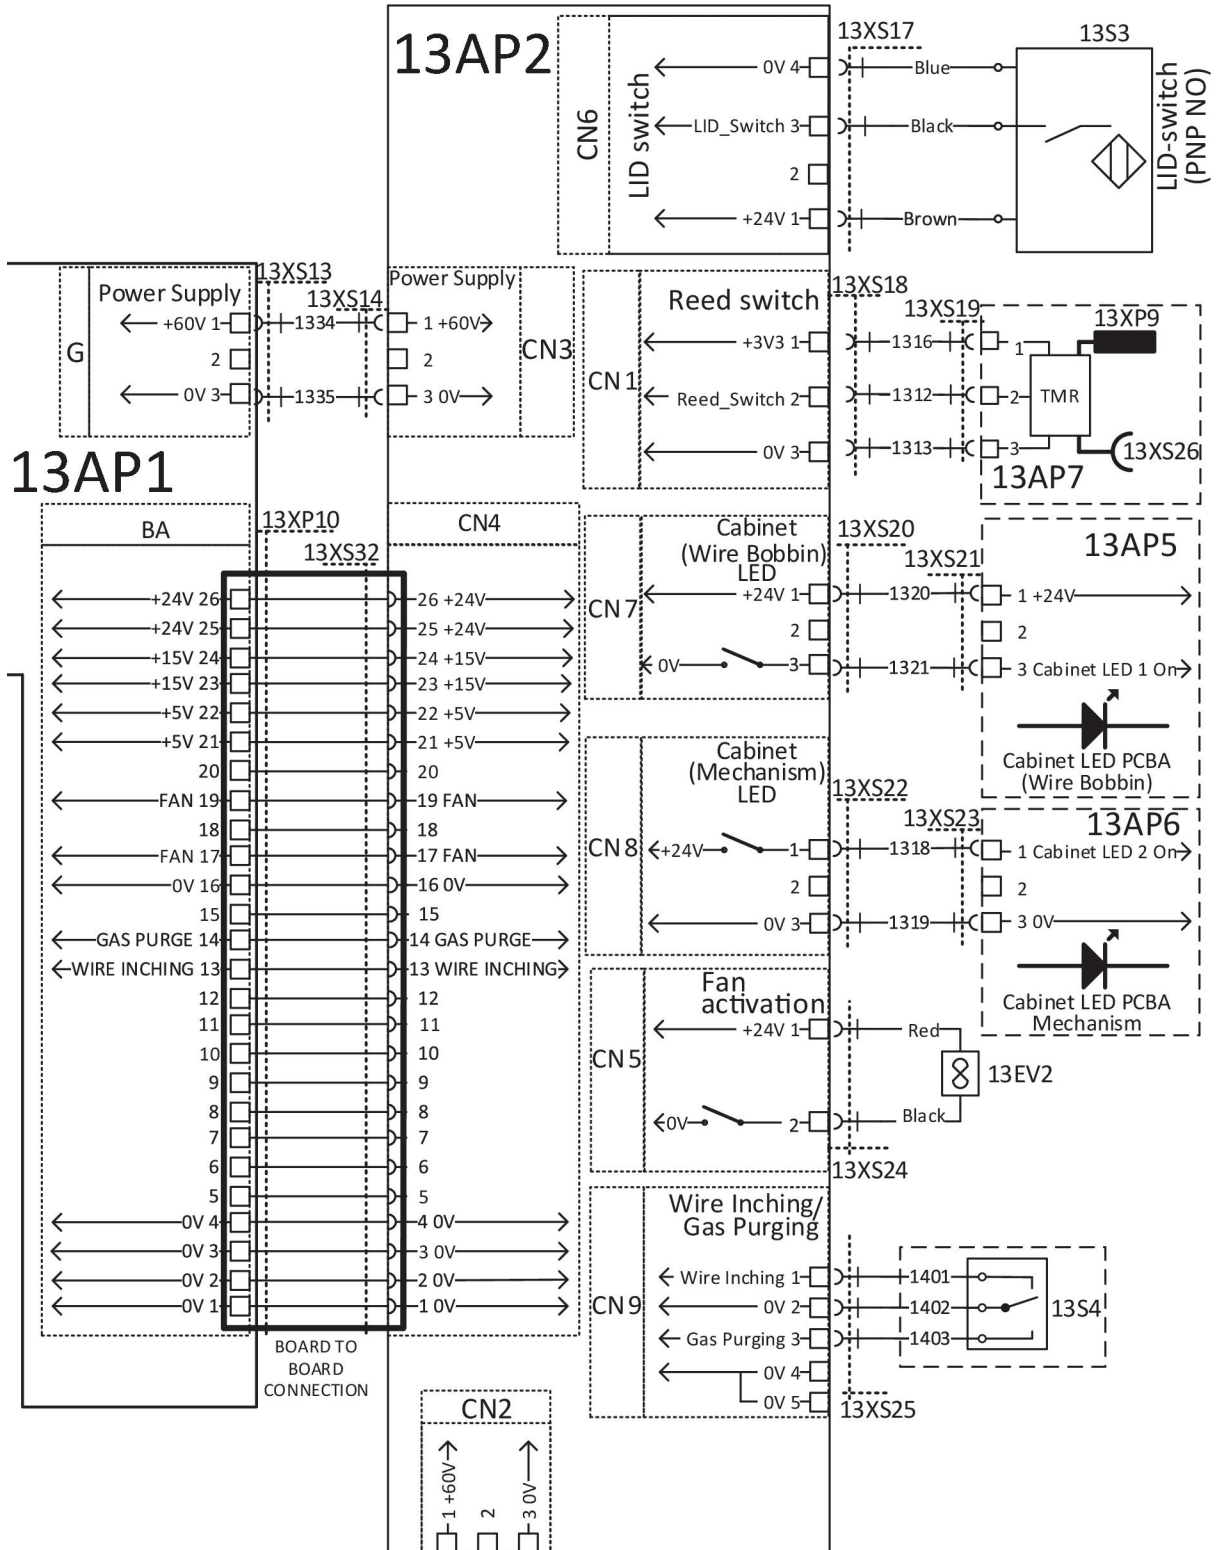 13AP2
CN6
LID switch
0V 4
LID_Switch 3
2
+24V 1
13XS17
Blue
Black
Brown
13S3
LID-switch
(PNP NO)
G
Power Supply
+60V 1
2
0V 3
13XS13
13XS14
1334
1335
Power Supply
1 +60V
2
3 0V
CN3
13AP1
CN1
Reed switch
+3V3 1
Reed_Switch 2
0V 3
13XS18
13XS19
1316
1312
1313
1
2
3
TMR
13XP9
13XS26
13AP7
BA
13XP10
13XS32
CN4
+24V 26
+24V 25
+15V 24
+15V 23
+5V 22
+5V 21
20
FAN 19
18
FAN 17
0V 16
15
GAS PURGE 14
WIRE INCHING 13
12
11
10
9
8
7
6
5
0V 4
0V 3
0V 2
0V 1
26 +24V
25 +24V
24 +15V
23 +15V
22 +5V
21 +5V
20
19 FAN
18
17 FAN
16 0V
15
14 GAS PURGE
13 WIRE INCHING
12
11
10
9
8
7
6
5
4 0V
3 0V
2 0V
1 0V
BOARD TO
BOARD
CONNECTION
CN7
Cabinet
(Wire Bobbin)
LED
+24V 1
2
0V
3
13XS20
13XS21
1320
1321
13AP5
1 +24V
2
3 Cabinet LED 1 On
Cabinet LED PCBA
(Wire Bobbin)
CN8
Cabinet
(Mechanism)
LED
+24V
1
2
0V 3
13XS22
13XS23
1318
1319
13AP6
1 Cabinet LED 2 On
2
3 0V
Cabinet LED PCBA
Mechanism
CN5
Fan
activation
+24V 1
0V
2
Red
Black
13EV2
13XS24
CN9
Wire Inching/
Gas Purging
Wire Inching 1
0V 2
Gas Purging 3
0V 4
0V 5
1401
1402
1403
13S4
13XS25
CN2
1 +60V
2
3 0V